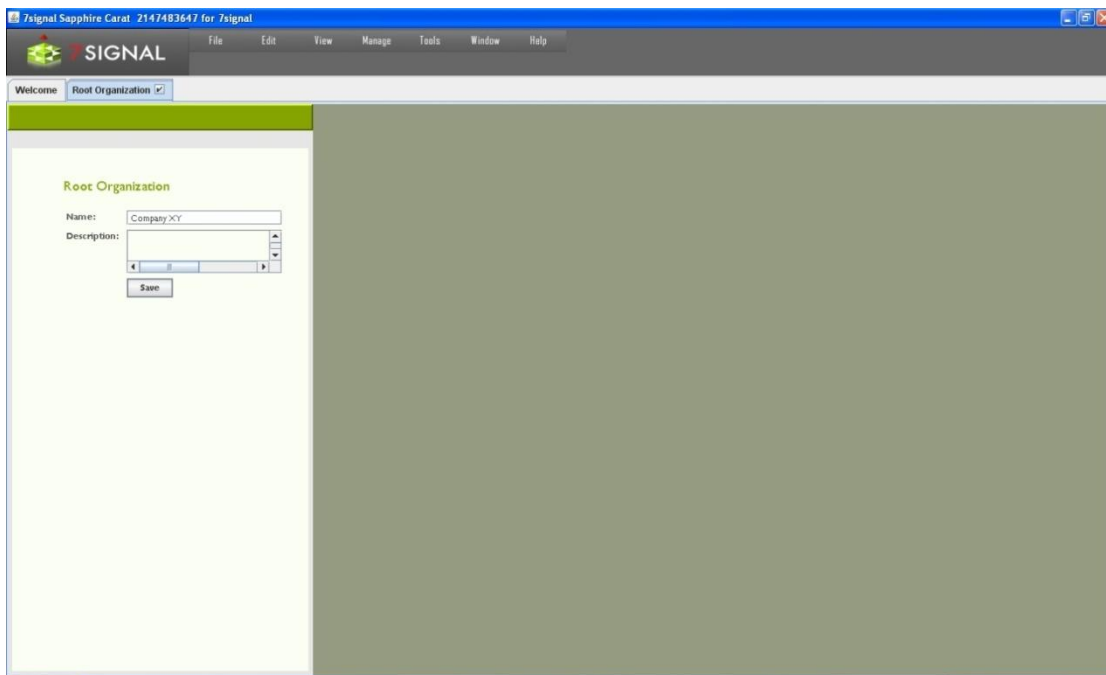 7signal Sapphire Carat 2147483647 for 7signal
7 SIGNAL
File Edit View Manage Tools Window Help
Welcome Root Organization
Root Organization
Name: Company XY
Description:
Save